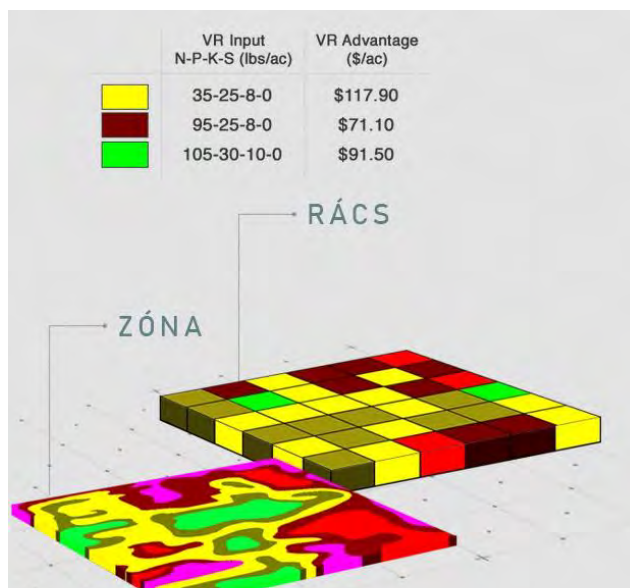 VR Input VR Advantage
N-P-K-S (lbs/ac) ($/ac)
35-25-8-0 $117.90
95-25-8-0 $71.10
105-30-10-0 $91.50
RÁCS
ZÓNA